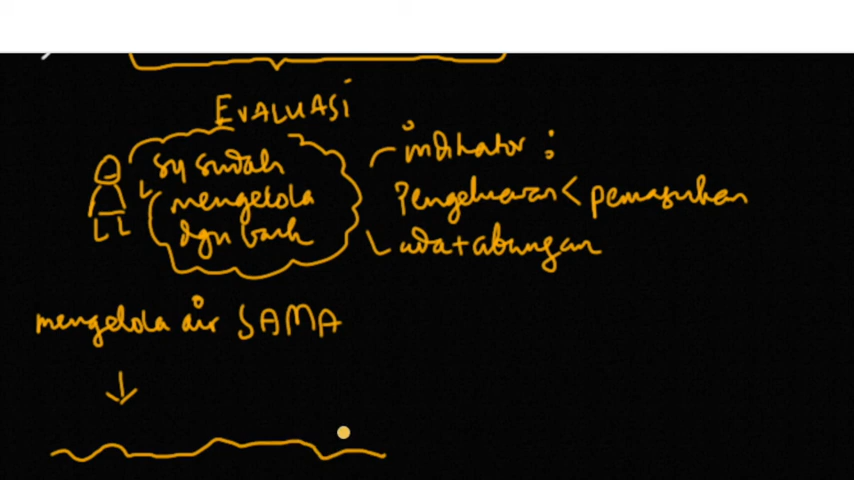 EVALUASI
sy sudah
mengelola
dgn baik
indikator :
Pengeluaran < pemasukan
ada tabungan
mengelola air SAMA